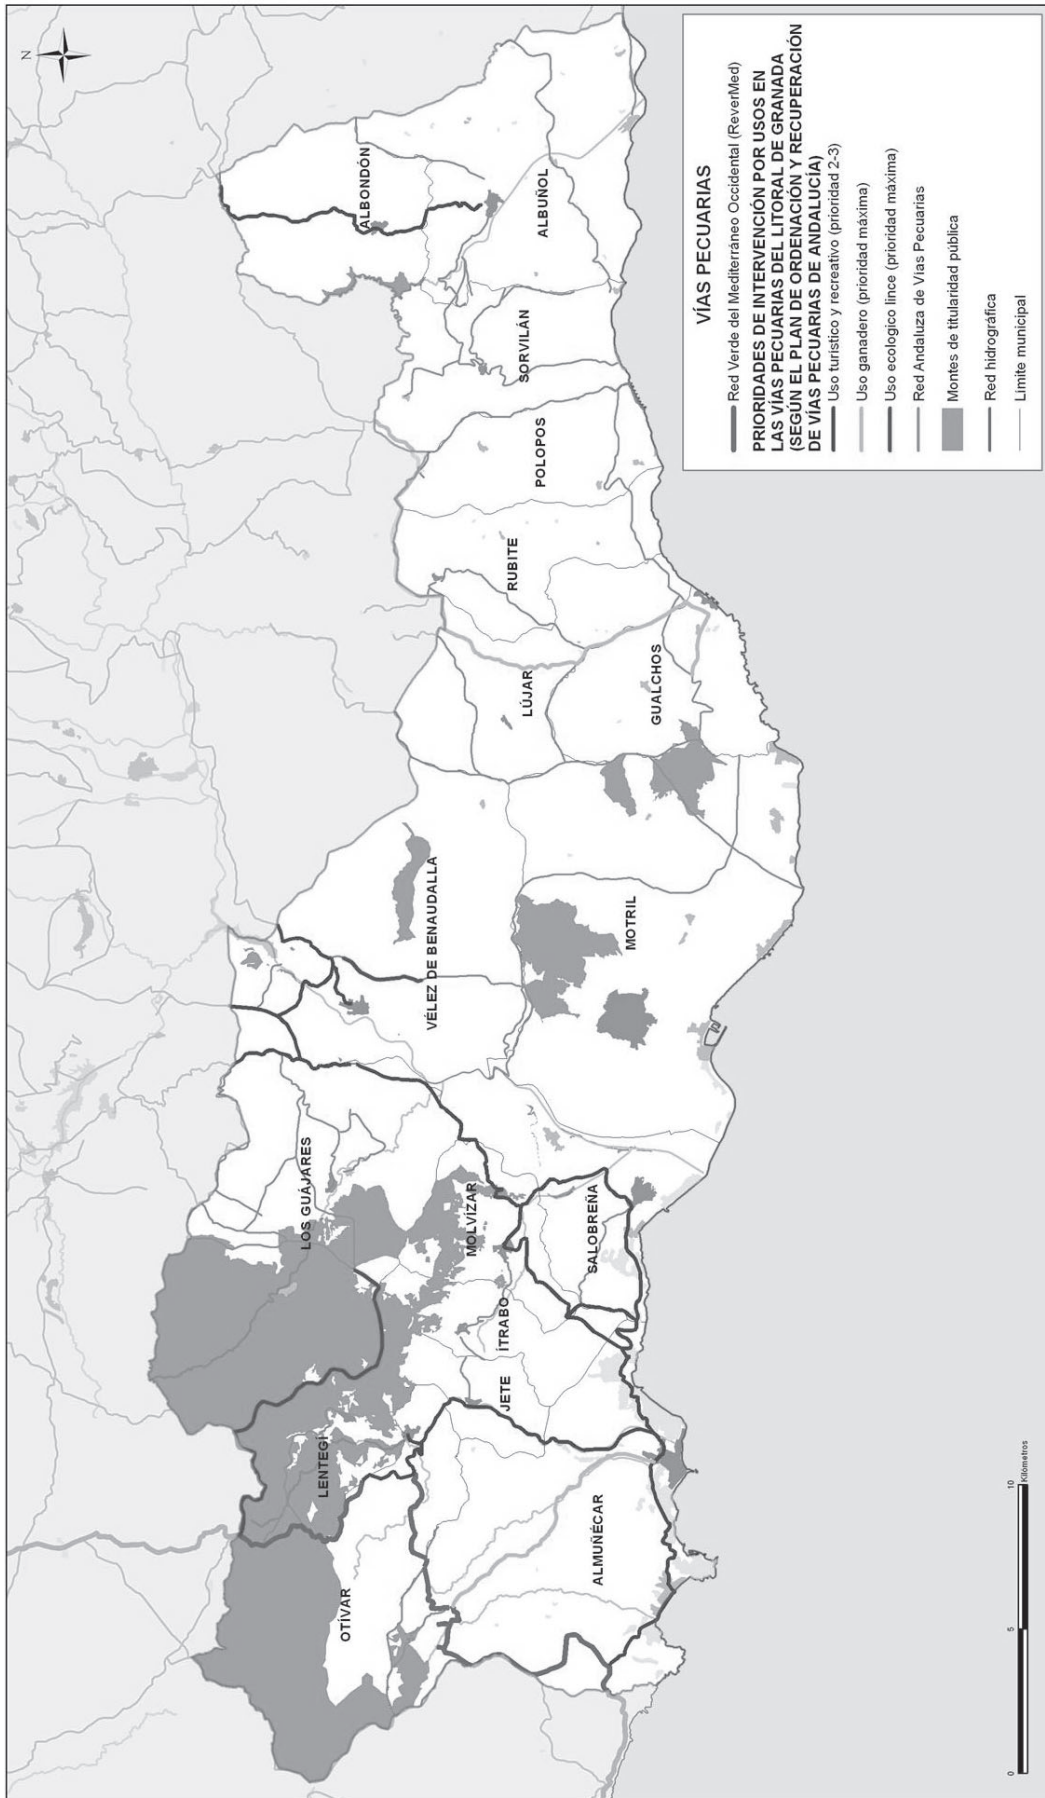 N
ALBONDÓN
ALBUÑOL
SORVILÁN
POLOPOS
RUBITE
LÚJAR
GUALCHOS
VÉLEZ DE BENAUDALLA
MOTRIL
LOS GUÁJARES
MOLVÍZAR
SALOBREÑA
ÍTRABO
JETE
LENTEGÍ
OTÍVAR
ALMUÑÉCAR
VÍAS PECUARIAS
Red Verde del Mediterráneo Occidental (ReverMed)
PRIORIDADES DE INTERVENCIÓN POR USOS EN
LAS VÍAS PECUARIAS DEL LITORAL DE GRANADA
(SEGÚN EL PLAN DE ORDENACIÓN Y RECUPERACIÓN
DE VÍAS PECUARIAS DE ANDALUCÍA)
Uso turístico y recreativo (prioridad 2-3)
Uso ganadero (prioridad máxima)
Uso ecologico lince (prioridad máxima)
Red Andaluza de Vías Pecuarias
Montes de titularidad pública
Red hidrográfica
Límite municipal
0 5 10
Kilómetros